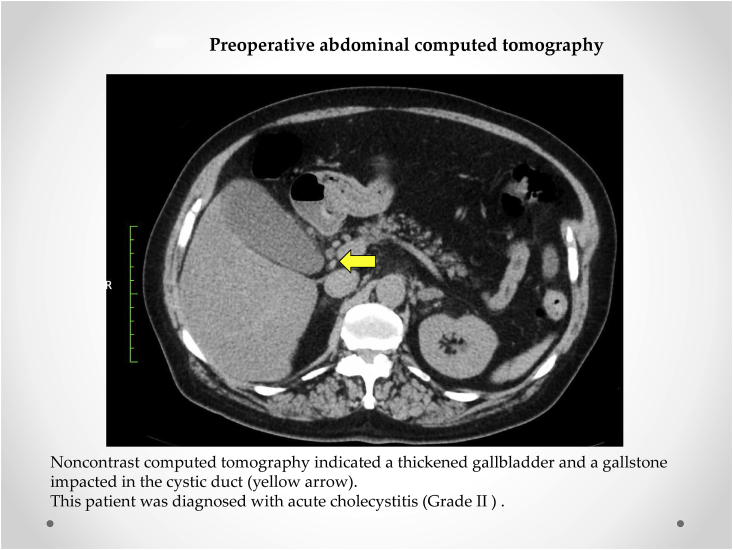 Preoperative abdominal computed tomography
R
Noncontrast computed tomography indicated a thickened gallbladder and a gallstone
impacted in the cystic duct (yellow arrow).
This patient was diagnosed with acute cholecystitis (Grade II ) .